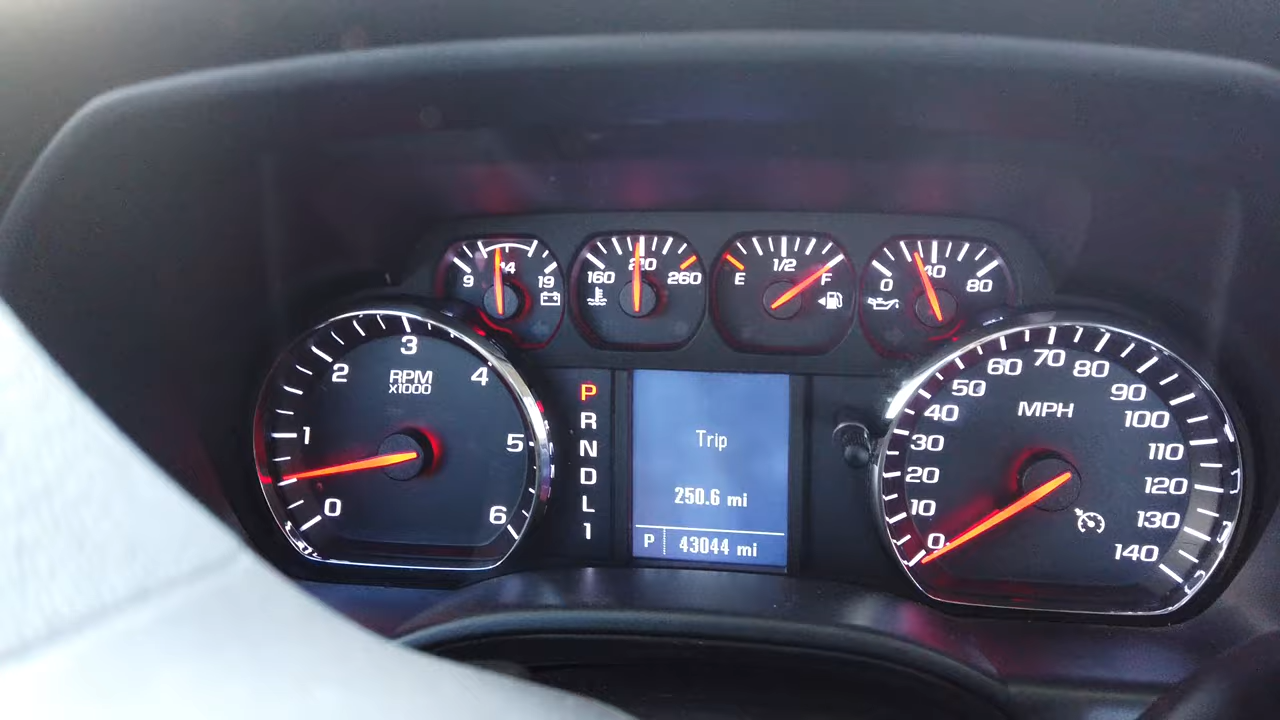 9 14 19
160 210 260
E 1/2 F
0 40 80
0 1 2 3 4 5 6
RPM
x1000
P
R
N
D
L
1
Trip
250.6 mi
P 43044 mi
0 10 20 30 40 50 60 70 80 90 100 110 120 130 140
MPH